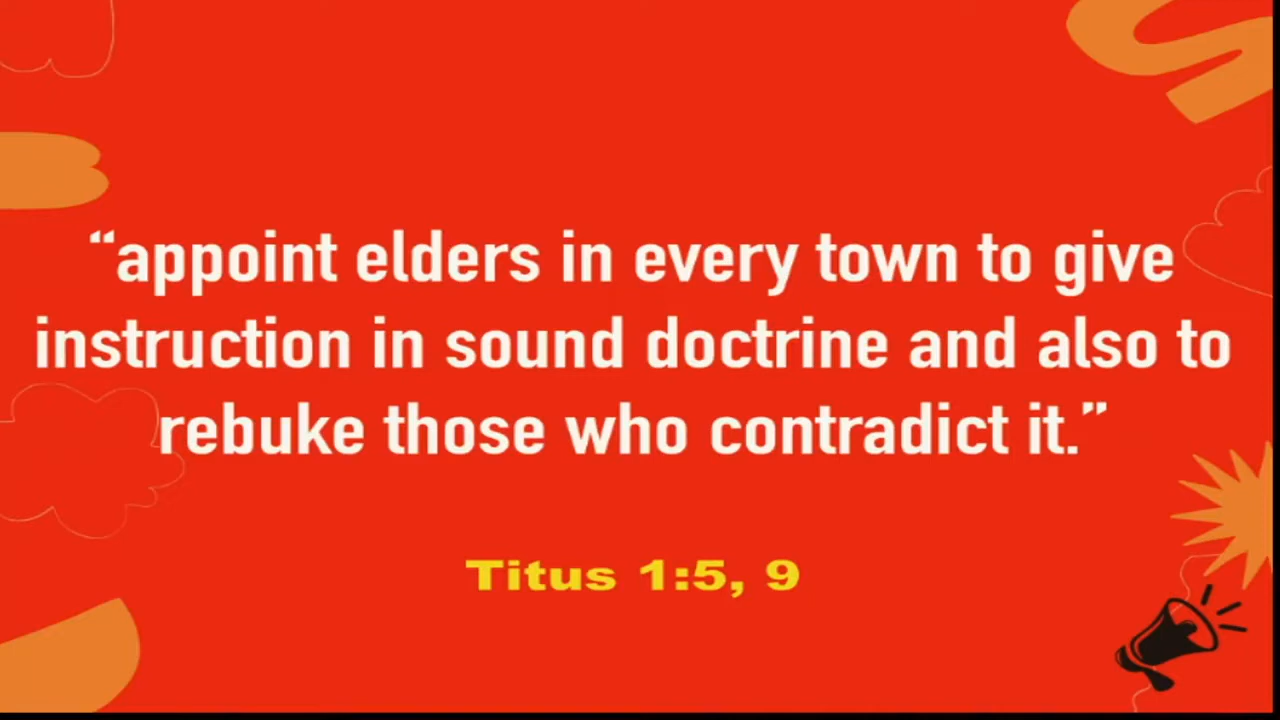 “appoint elders in every town to give
instruction in sound doctrine and also to
rebuke those who contradict it.”
Titus 1:5, 9